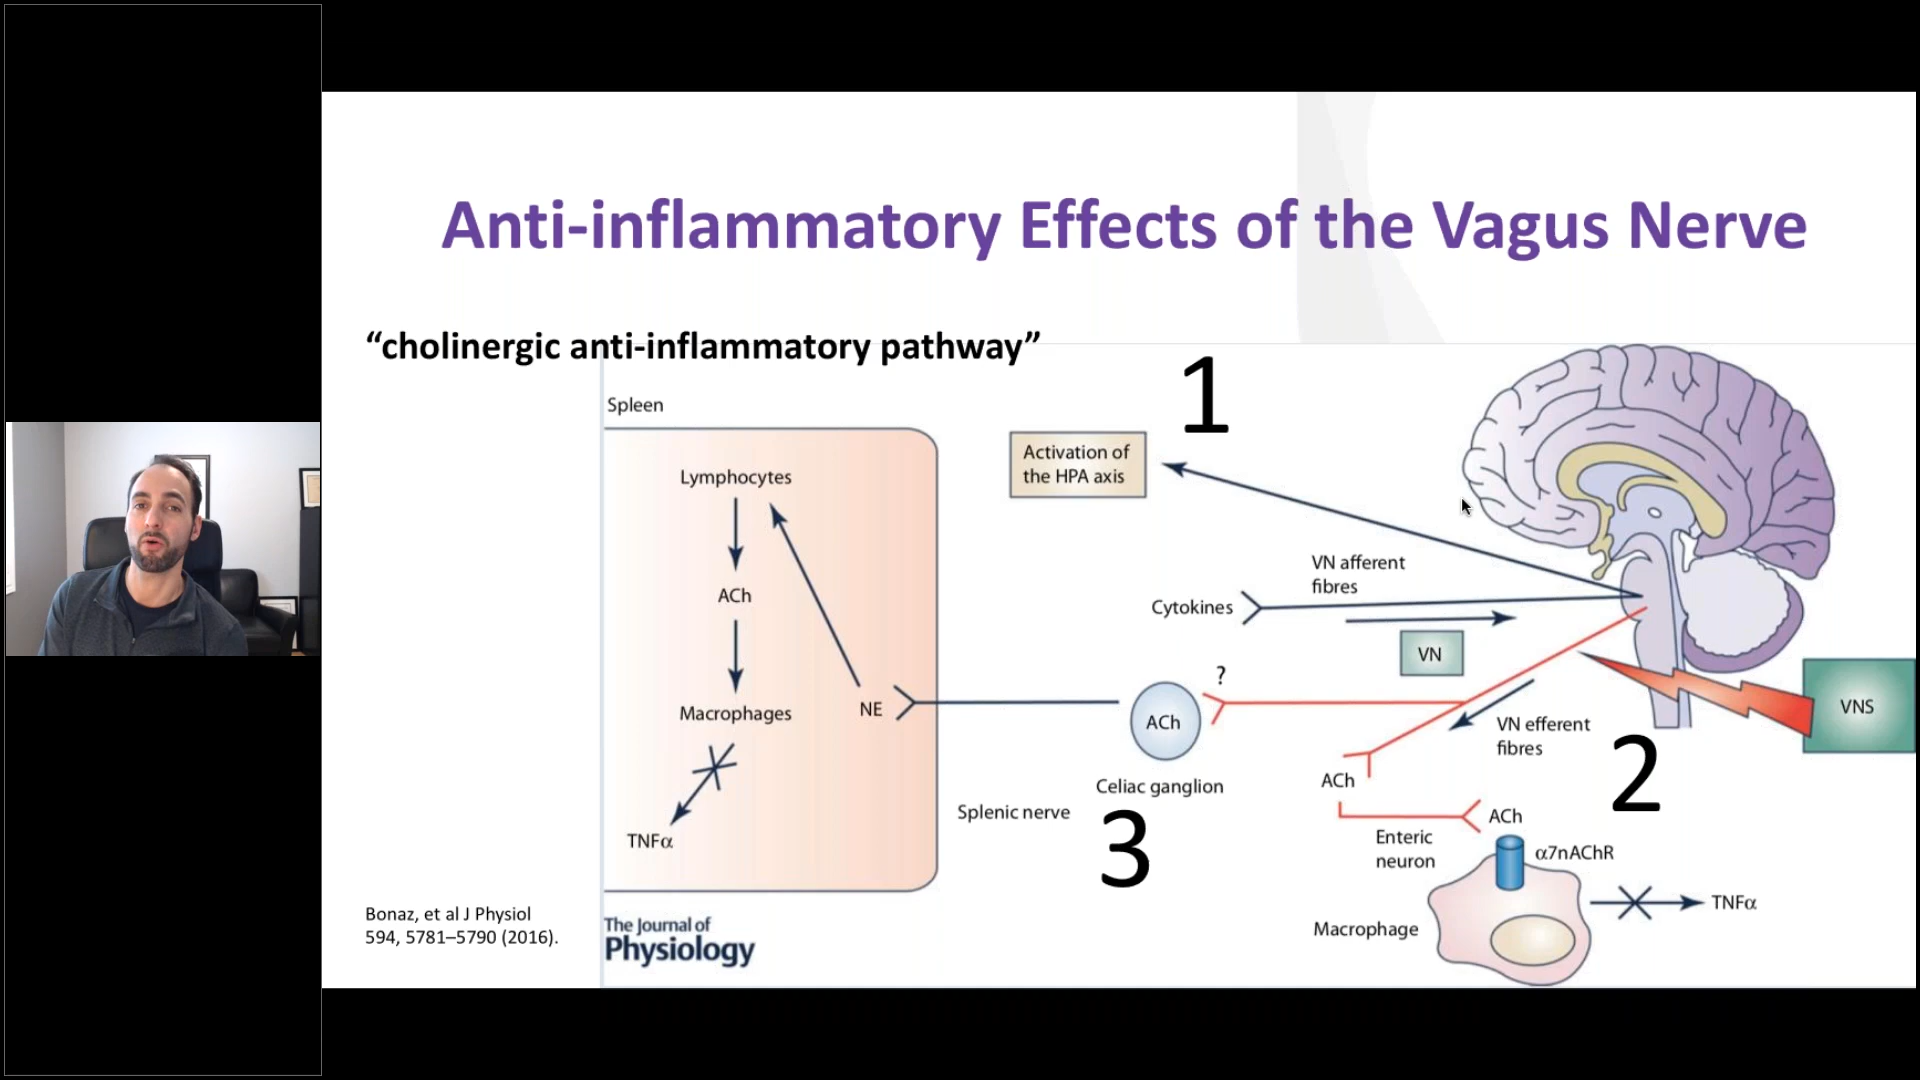 Anti-inflammatory Effects of the Vagus Nerve
“cholinergic anti-inflammatory pathway”
1
Spleen
Lymphocytes
ACh
Macrophages
TNFα
NE
Activation of
the HPA axis
VN afferent
fibres
Cytokines
VN
?
ACh
Celiac ganglion
Splenic nerve
3
VNS
VN efferent
fibres
2
ACh
ACh
Enteric
neuron
α7nAChR
Macrophage
TNFα
Bonaz, et al J Physiol
594, 5781–5790 (2016).
The Journal of
Physiology